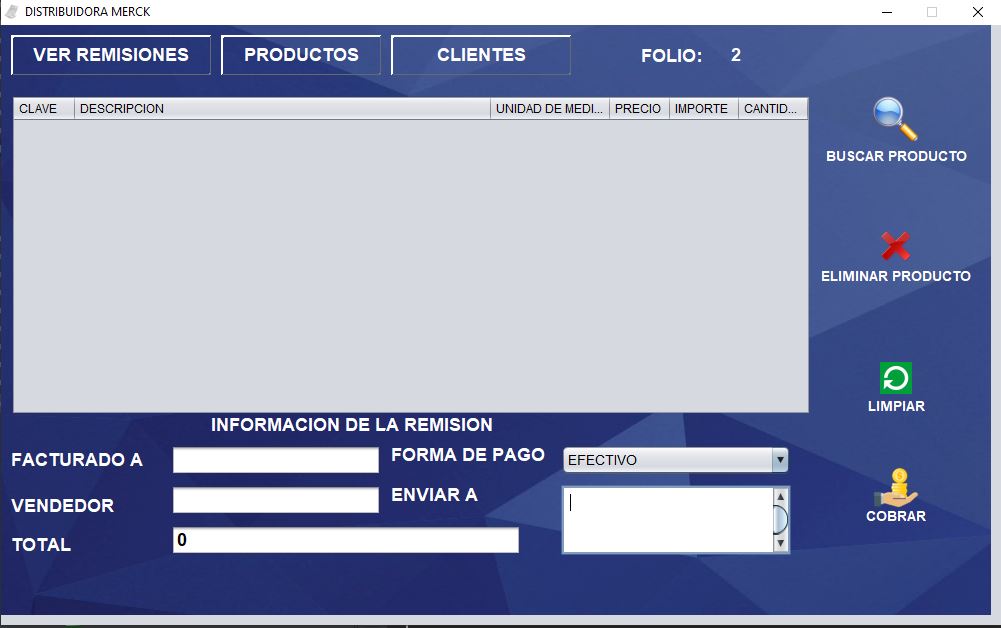 DISTRIBUIDORA MERCK
VER REMISIONES
PRODUCTOS
CLIENTES
FOLIO: 2
CLAVE DESCRIPCION UNIDAD DE MEDI... PRECIO IMPORTE CANTID...
BUSCAR PRODUCTO
ELIMINAR PRODUCTO
LIMPIAR
COBRAR
INFORMACION DE LA REMISION
FACTURADO A
FORMA DE PAGO EFECTIVO
VENDEDOR
ENVIAR A
TOTAL 0